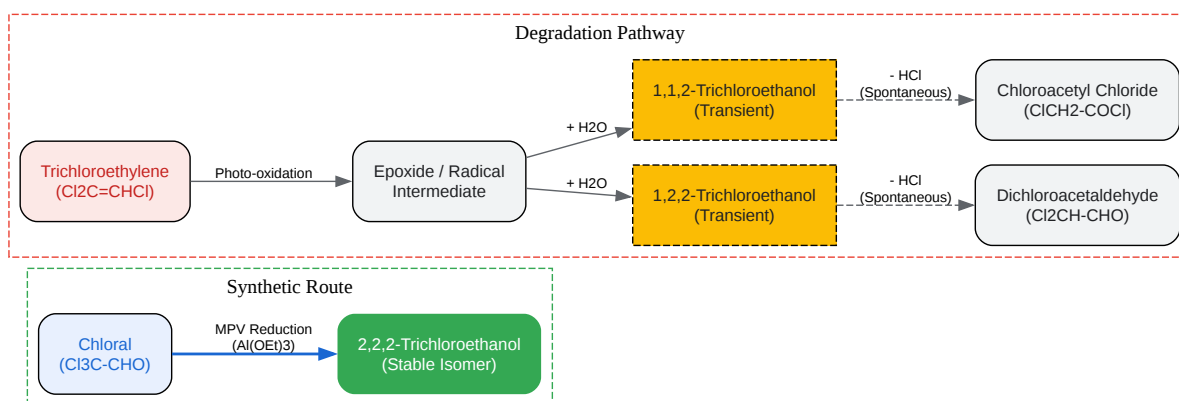 Degradation Pathway
Trichloroethylene
(Cl2C=CHCl)
Photo-oxidation
Epoxide / Radical
Intermediate
+ H2O
+ H2O
1,1,2-Trichloroethanol
(Transient)
1,2,2-Trichloroethanol
(Transient)
- HCl
(Spontaneous)
- HCl
(Spontaneous)
Chloroacetyl Chloride
(ClCH2-COCl)
Dichloroacetaldehyde
(Cl2CH-CHO)
Synthetic Route
Chloral
(Cl3C-CHO)
MPV Reduction
(Al(OEt)3)
2,2,2-Trichloroethanol
(Stable Isomer)